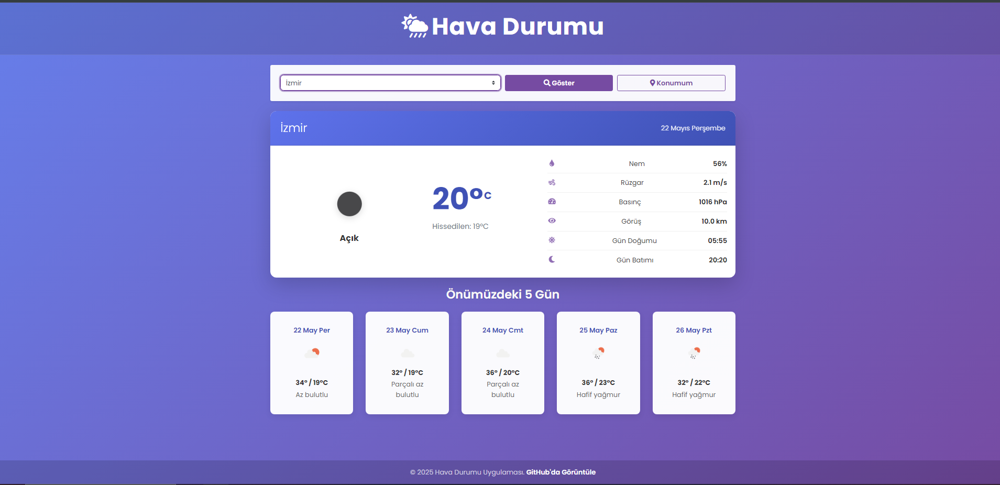 Hava Durumu
İzmir
Göster
Konumum
İzmir
22 Mayıs Perşembe
Açık
20°C
Hissedilen: 19°C
Nem 56%
Rüzgar 2.1 m/s
Basınç 1016 hPa
Görüş 10.0 km
Gün Doğumu 05:55
Gün Batımı 20:20
Önümüzdeki 5 Gün
22 May Per
34° / 19°C
Az bulutlu
23 May Cum
32° / 19°C
Parçalı az
bulutlu
24 May Cmt
36° / 20°C
Parçalı az
bulutlu
25 May Paz
36° / 23°C
Hafif yağmur
26 May Pzt
32° / 22°C
Hafif yağmur
© 2025 Hava Durumu Uygulaması. GitHub'da Görüntüle